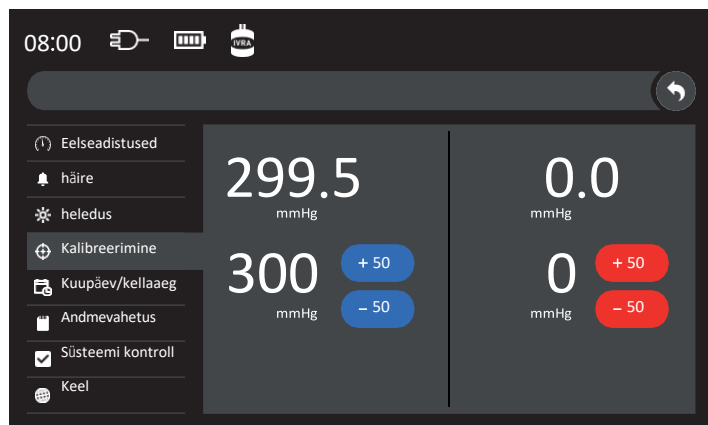 08:00
IVRA
Eelseadistused
häire
heledus
Kalibreerimine
Kuupäev/kellaaeg
Andmevahetus
Süsteemi kontroll
Keel
299.5
mmHg
300
mmHg
+ 50
– 50
0.0
mmHg
0
mmHg
+ 50
– 50